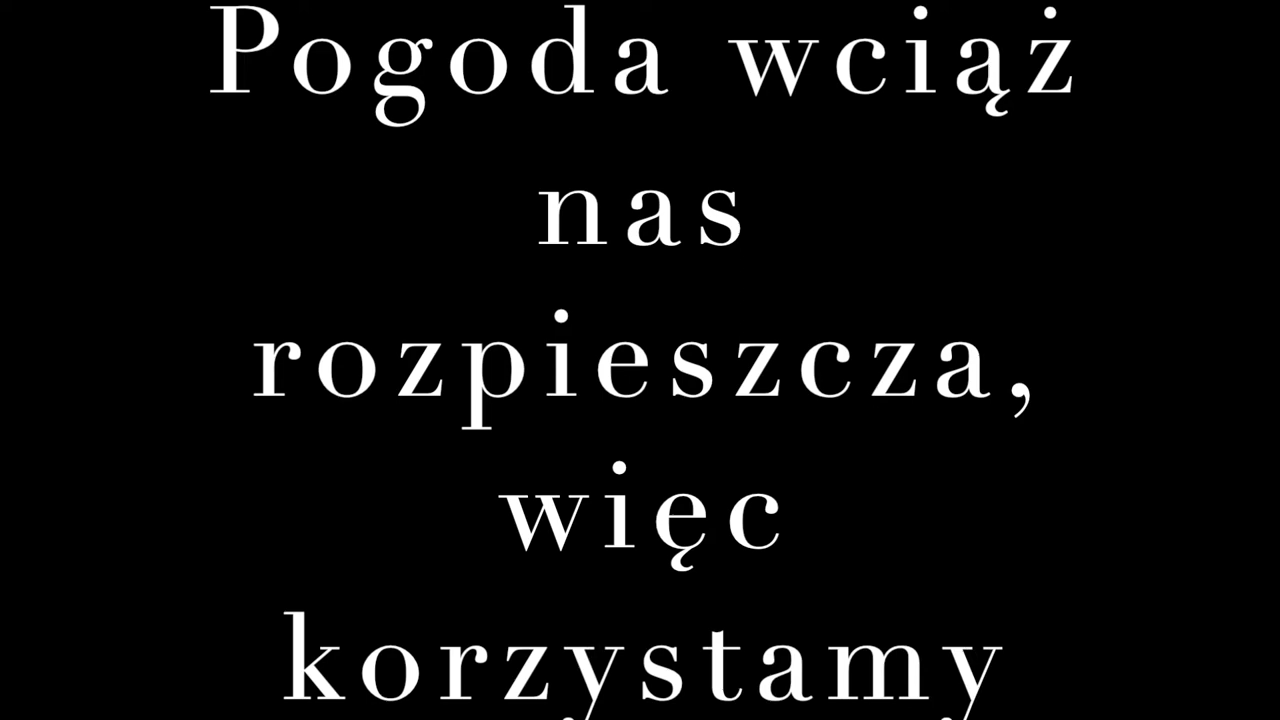 Pogoda wciąż
nas
rozpieszcza,
więc
korzystamy